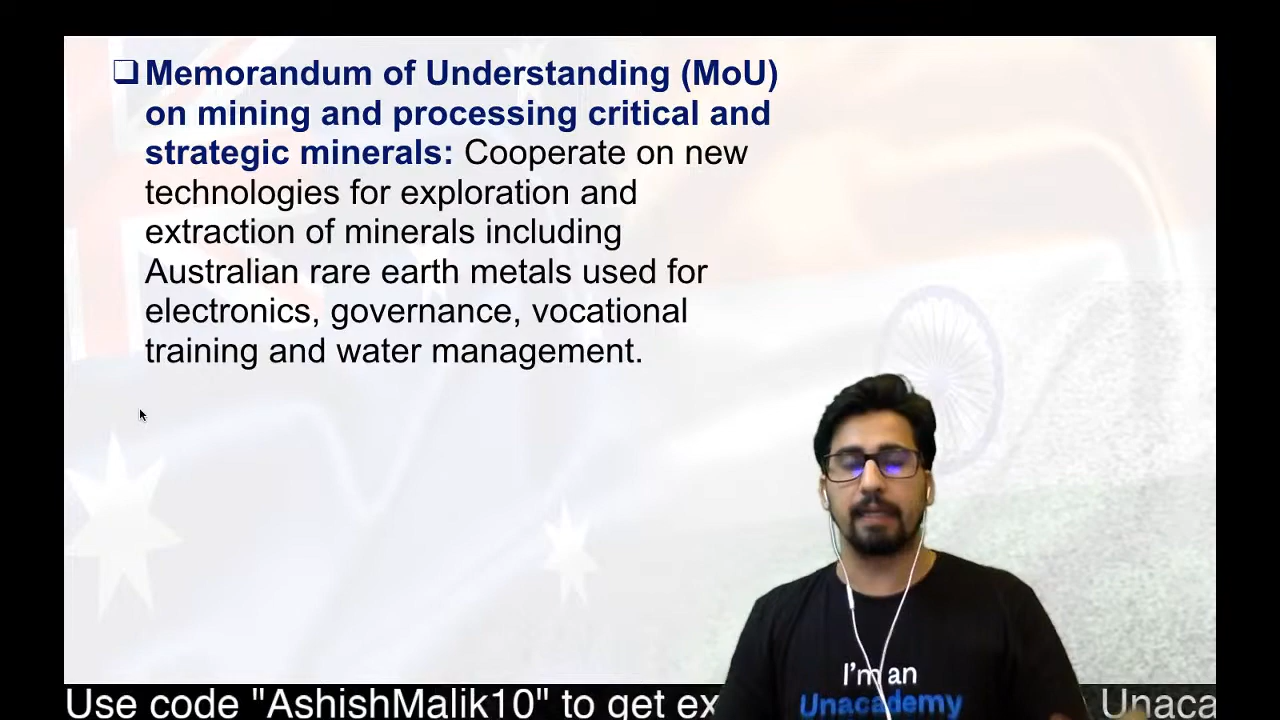 Memorandum of Understanding (MoU)
on mining and processing critical and
strategic minerals: Cooperate on new
technologies for exploration and
extraction of minerals including
Australian rare earth metals used for
electronics, governance, vocational
training and water management.
I'm an
Unacademy
Use code "AshishMalik10" to get ex Unaca